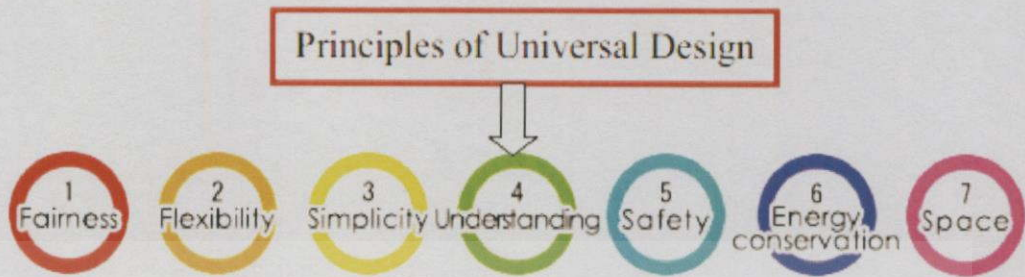 Principles of Universal Design
1
Fairness
2
Flexibility
3
Simplicity
4
Understanding
5
Safety
6
Energy
conservation
7
Space